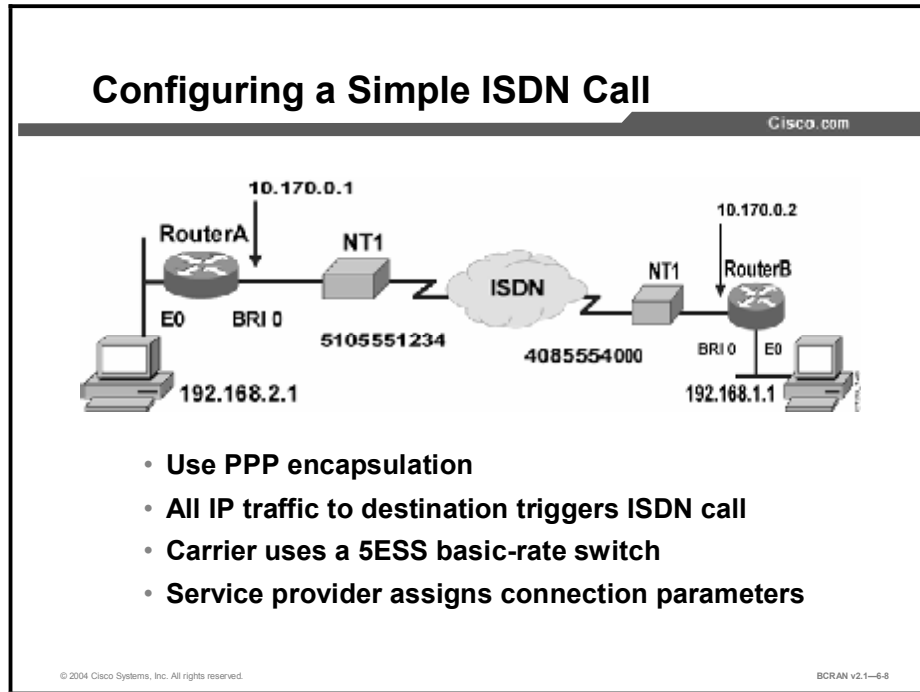 Configuring a Simple ISDN Call
Cisco.com
10.170.0.1
10.170.0.2
RouterA
NT1
NT1
RouterB
ISDN
E0
BRI 0
5105551234
4085554000
BRI 0
E0
192.168.2.1
192.168.1.1
• Use PPP encapsulation
• All IP traffic to destination triggers ISDN call
• Carrier uses a 5ESS basic-rate switch
• Service provider assigns connection parameters
© 2004 Cisco Systems, Inc. All rights reserved.
BCRAN v2.1—6-8